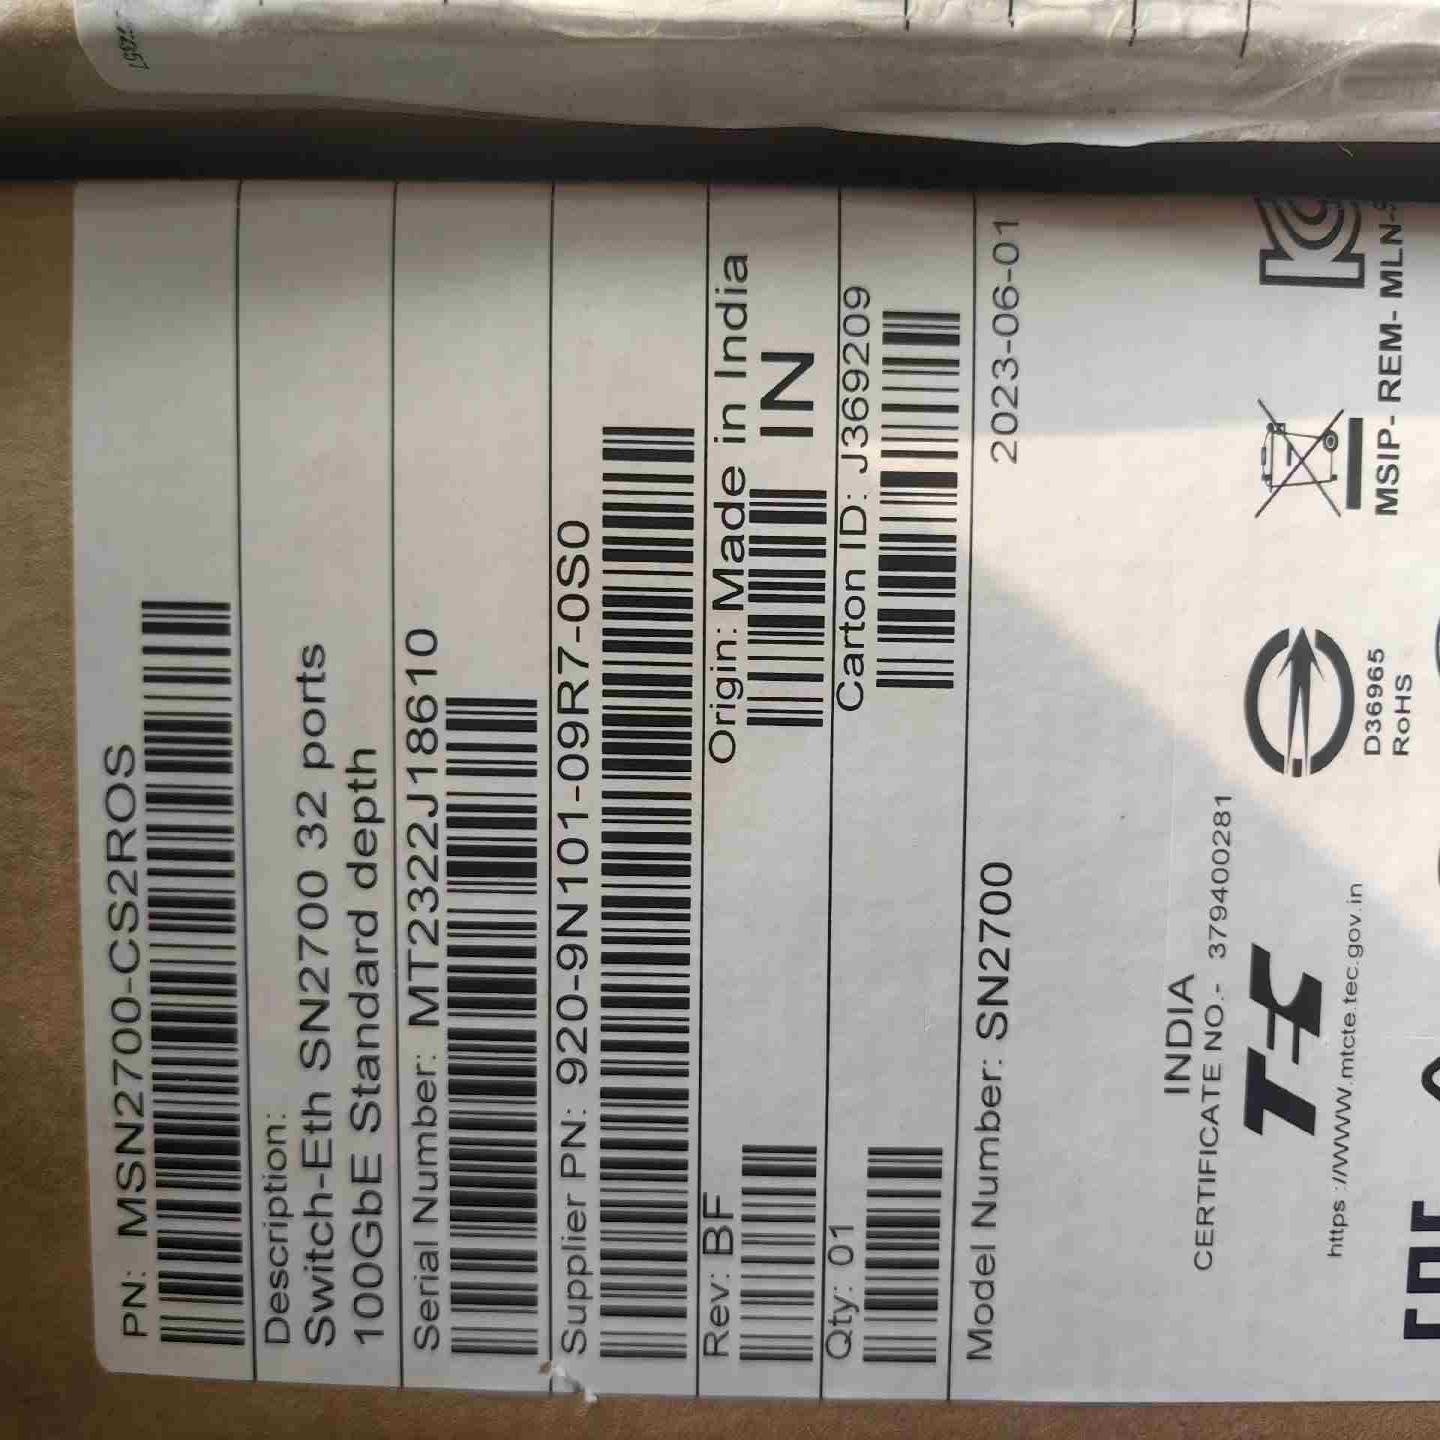 PN: MSN2700-CS2ROS
Description:
Switch-Eth SN2700 32 ports
100GbE Standard depth
Serial Number: MT2322J18610
Supplier PN: 920-9N101-09R7-0S0
Rev: BF
Origin: Made in India
IN
Qty: 01
Carton ID: J369209
Model Number: SN2700
2023-06-01
INDIA
CERTIFICATE NO.- 379400281
https ://www.mtcte.tec.gov.in
D36965
RoHS
MSIP- REM- MLN-